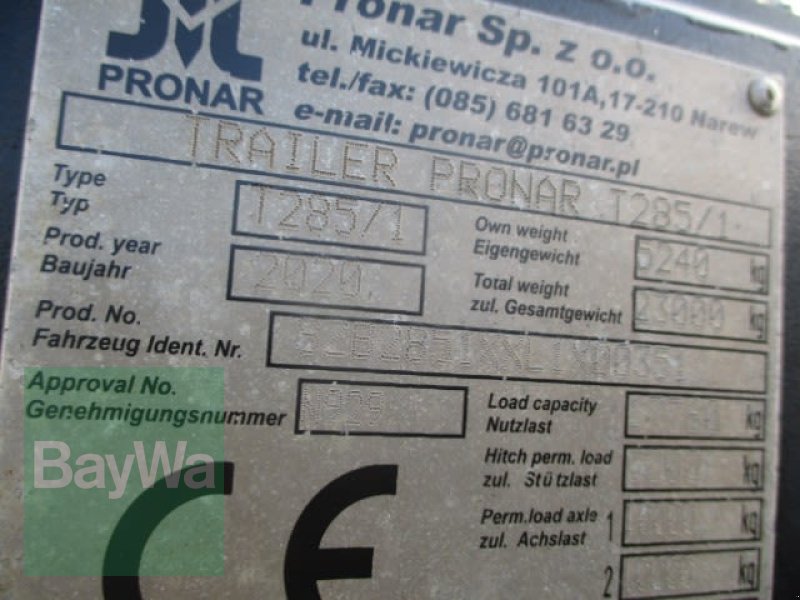 Pronar Sp. z o.o.
ul. Mickiewicza 101A, 17-210 Narew
tel./fax: (085) 681 63 29
e-mail: pronar@pronar.pl
PRONAR
TRAILER PRONAR T285/1
Type
Typ
T285/1
Prod. year
Baujahr
2020
Prod. No.
Fahrzeug Ident. Nr.
Approval No.
Genehmigungsnummer
Own weight
Eigengewicht
5240 kg
Total weight
zul. Gesamtgewicht
23000 kg
Load capacity
Nutzlast
kg
Hitch perm. load
zul. Stützlast
kg
Perm.load axle
zul. Achslast
1
kg
2
kg
CE
BayWa